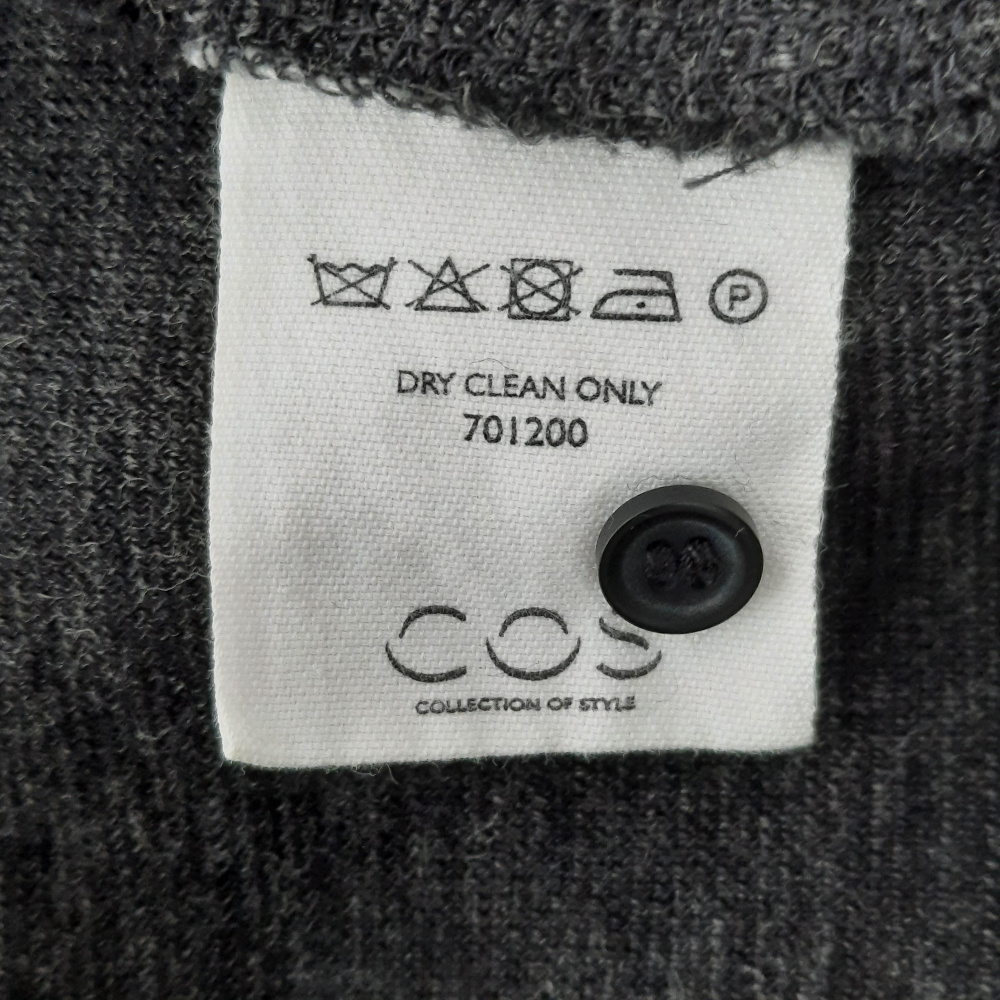 P
DRY CLEAN ONLY
701200
COS
COLLECTION OF STYLE